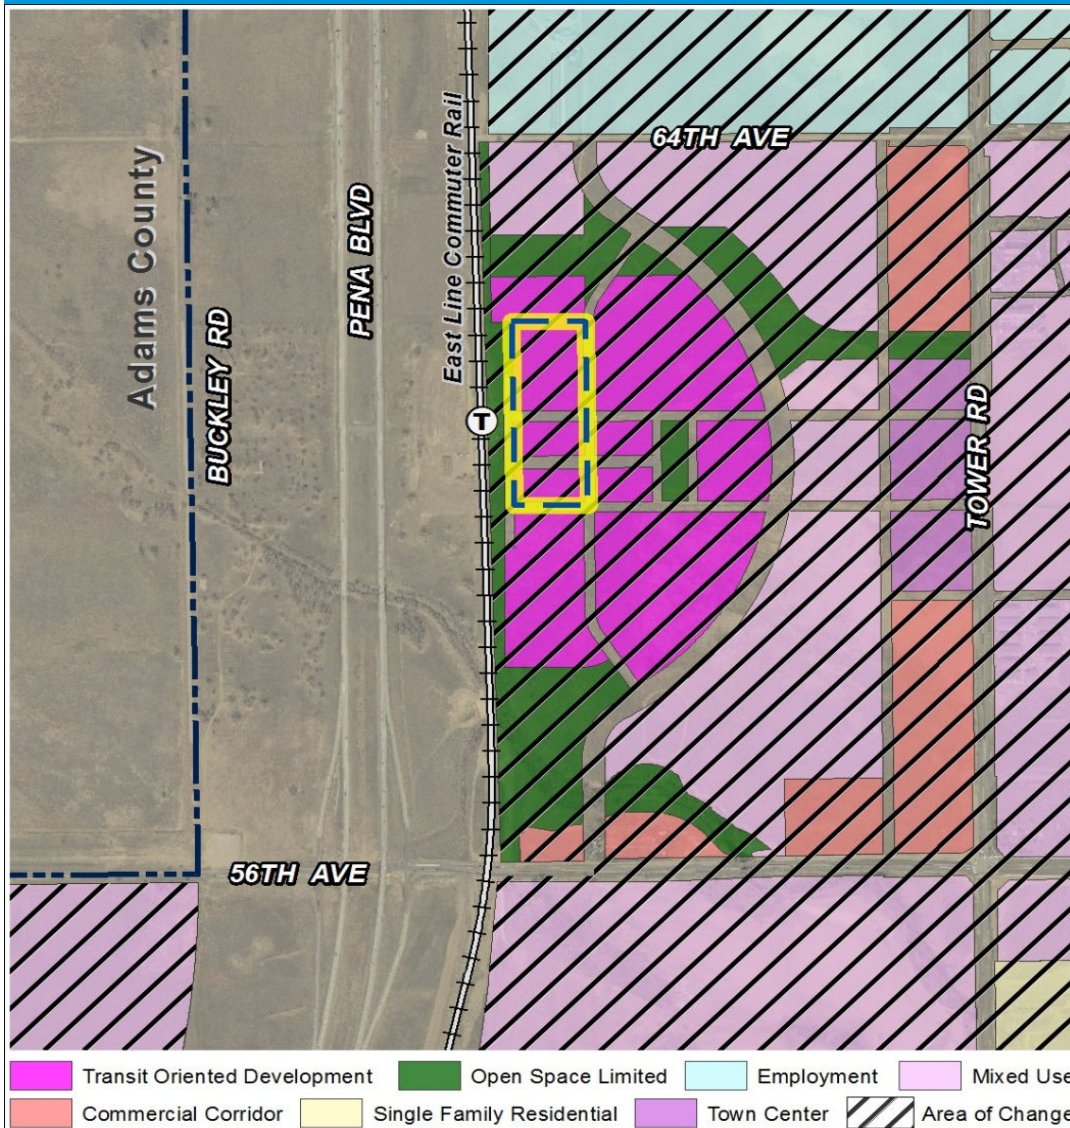 64TH AVE
East Line Commuter Rail
Adams County
PENA BLVD
BUCKLEY RD
T
TOWER RD
56TH AVE
Transit Oriented Development
Open Space Limited
Employment
Mixed Use
Commercial Corridor
Single Family Residential
Town Center
Area of Change